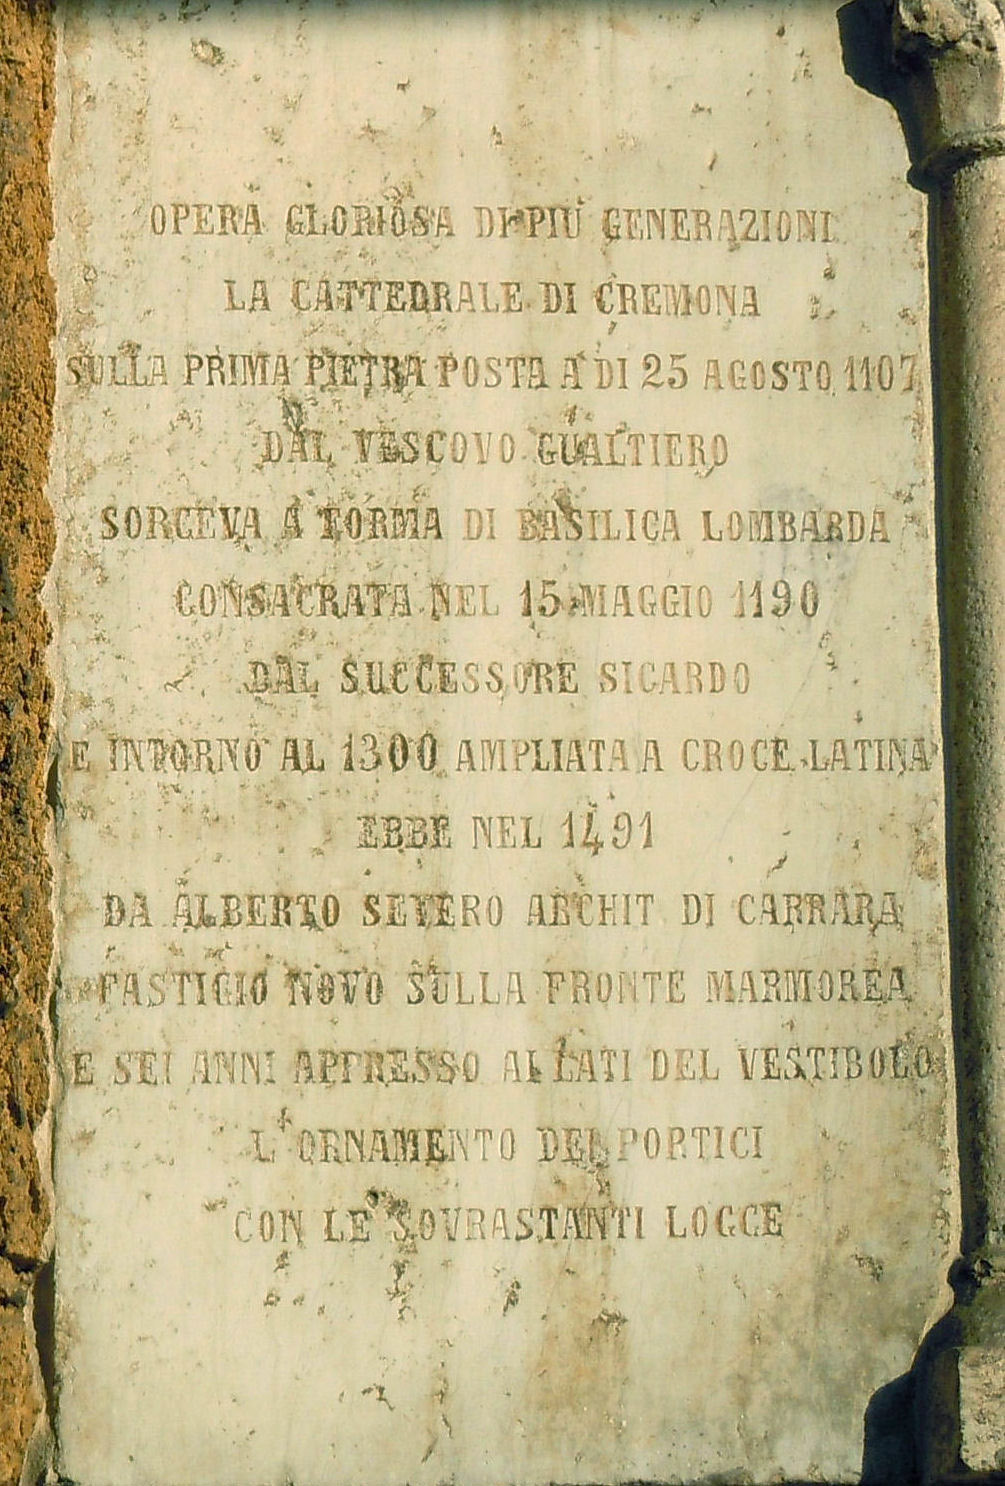 OPERA GLORIOSA DI PIÙ GENERAZIONI
LA CATTEDRALE DI CREMONA
SULLA PRIMA PIETRA POSTA A DI 25 AGOSTO 1107
DAL VESCOVO GUALTIERO
SORGEVA A FORMA DI BASILICA LOMBARDA
CONSACRATA NEL 15 MAGGIO 1190
DAL SUCCESSORE SICARDO
E INTORNO AL 1300 AMPLIATA A CROCE LATINA
EBBE NEL 1491
DA ALBERTO SEVERO ARCHIT DI CARRARA
FASTIGIO NOVO SULLA FRONTE MARMOREA
E SEI ANNI APPRESSO AI LATI DEL VESTIBOLO
L'ORNAMENTO DEI PORTICI
CON LE SOVRASTANTI LOGGE